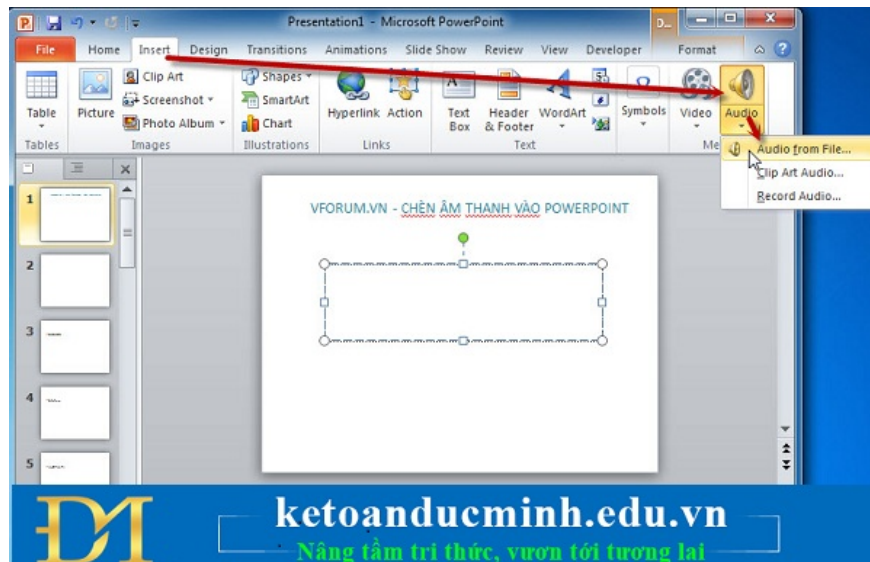 Presentation1 - Microsoft PowerPoint
D...
File Home Insert Design Transitions Animations Slide Show Review View Developer Format
Table
Picture
Clip Art
Screenshot
Photo Album
Shapes
SmartArt
Chart
Hyperlink Action
Text Box
Header & Footer
WordArt
Symbols
Video
Audio
Tables Images Illustrations Links Text Me
Audio from File...
Clip Art Audio...
Record Audio...
1
2
3
4
5
VFORUM.VN - CHÈN ÂM THANH VÀO POWERPOINT
ĐM
ketoanducminh.edu.vn
Nâng tầm tri thức, vươn tới tương lai